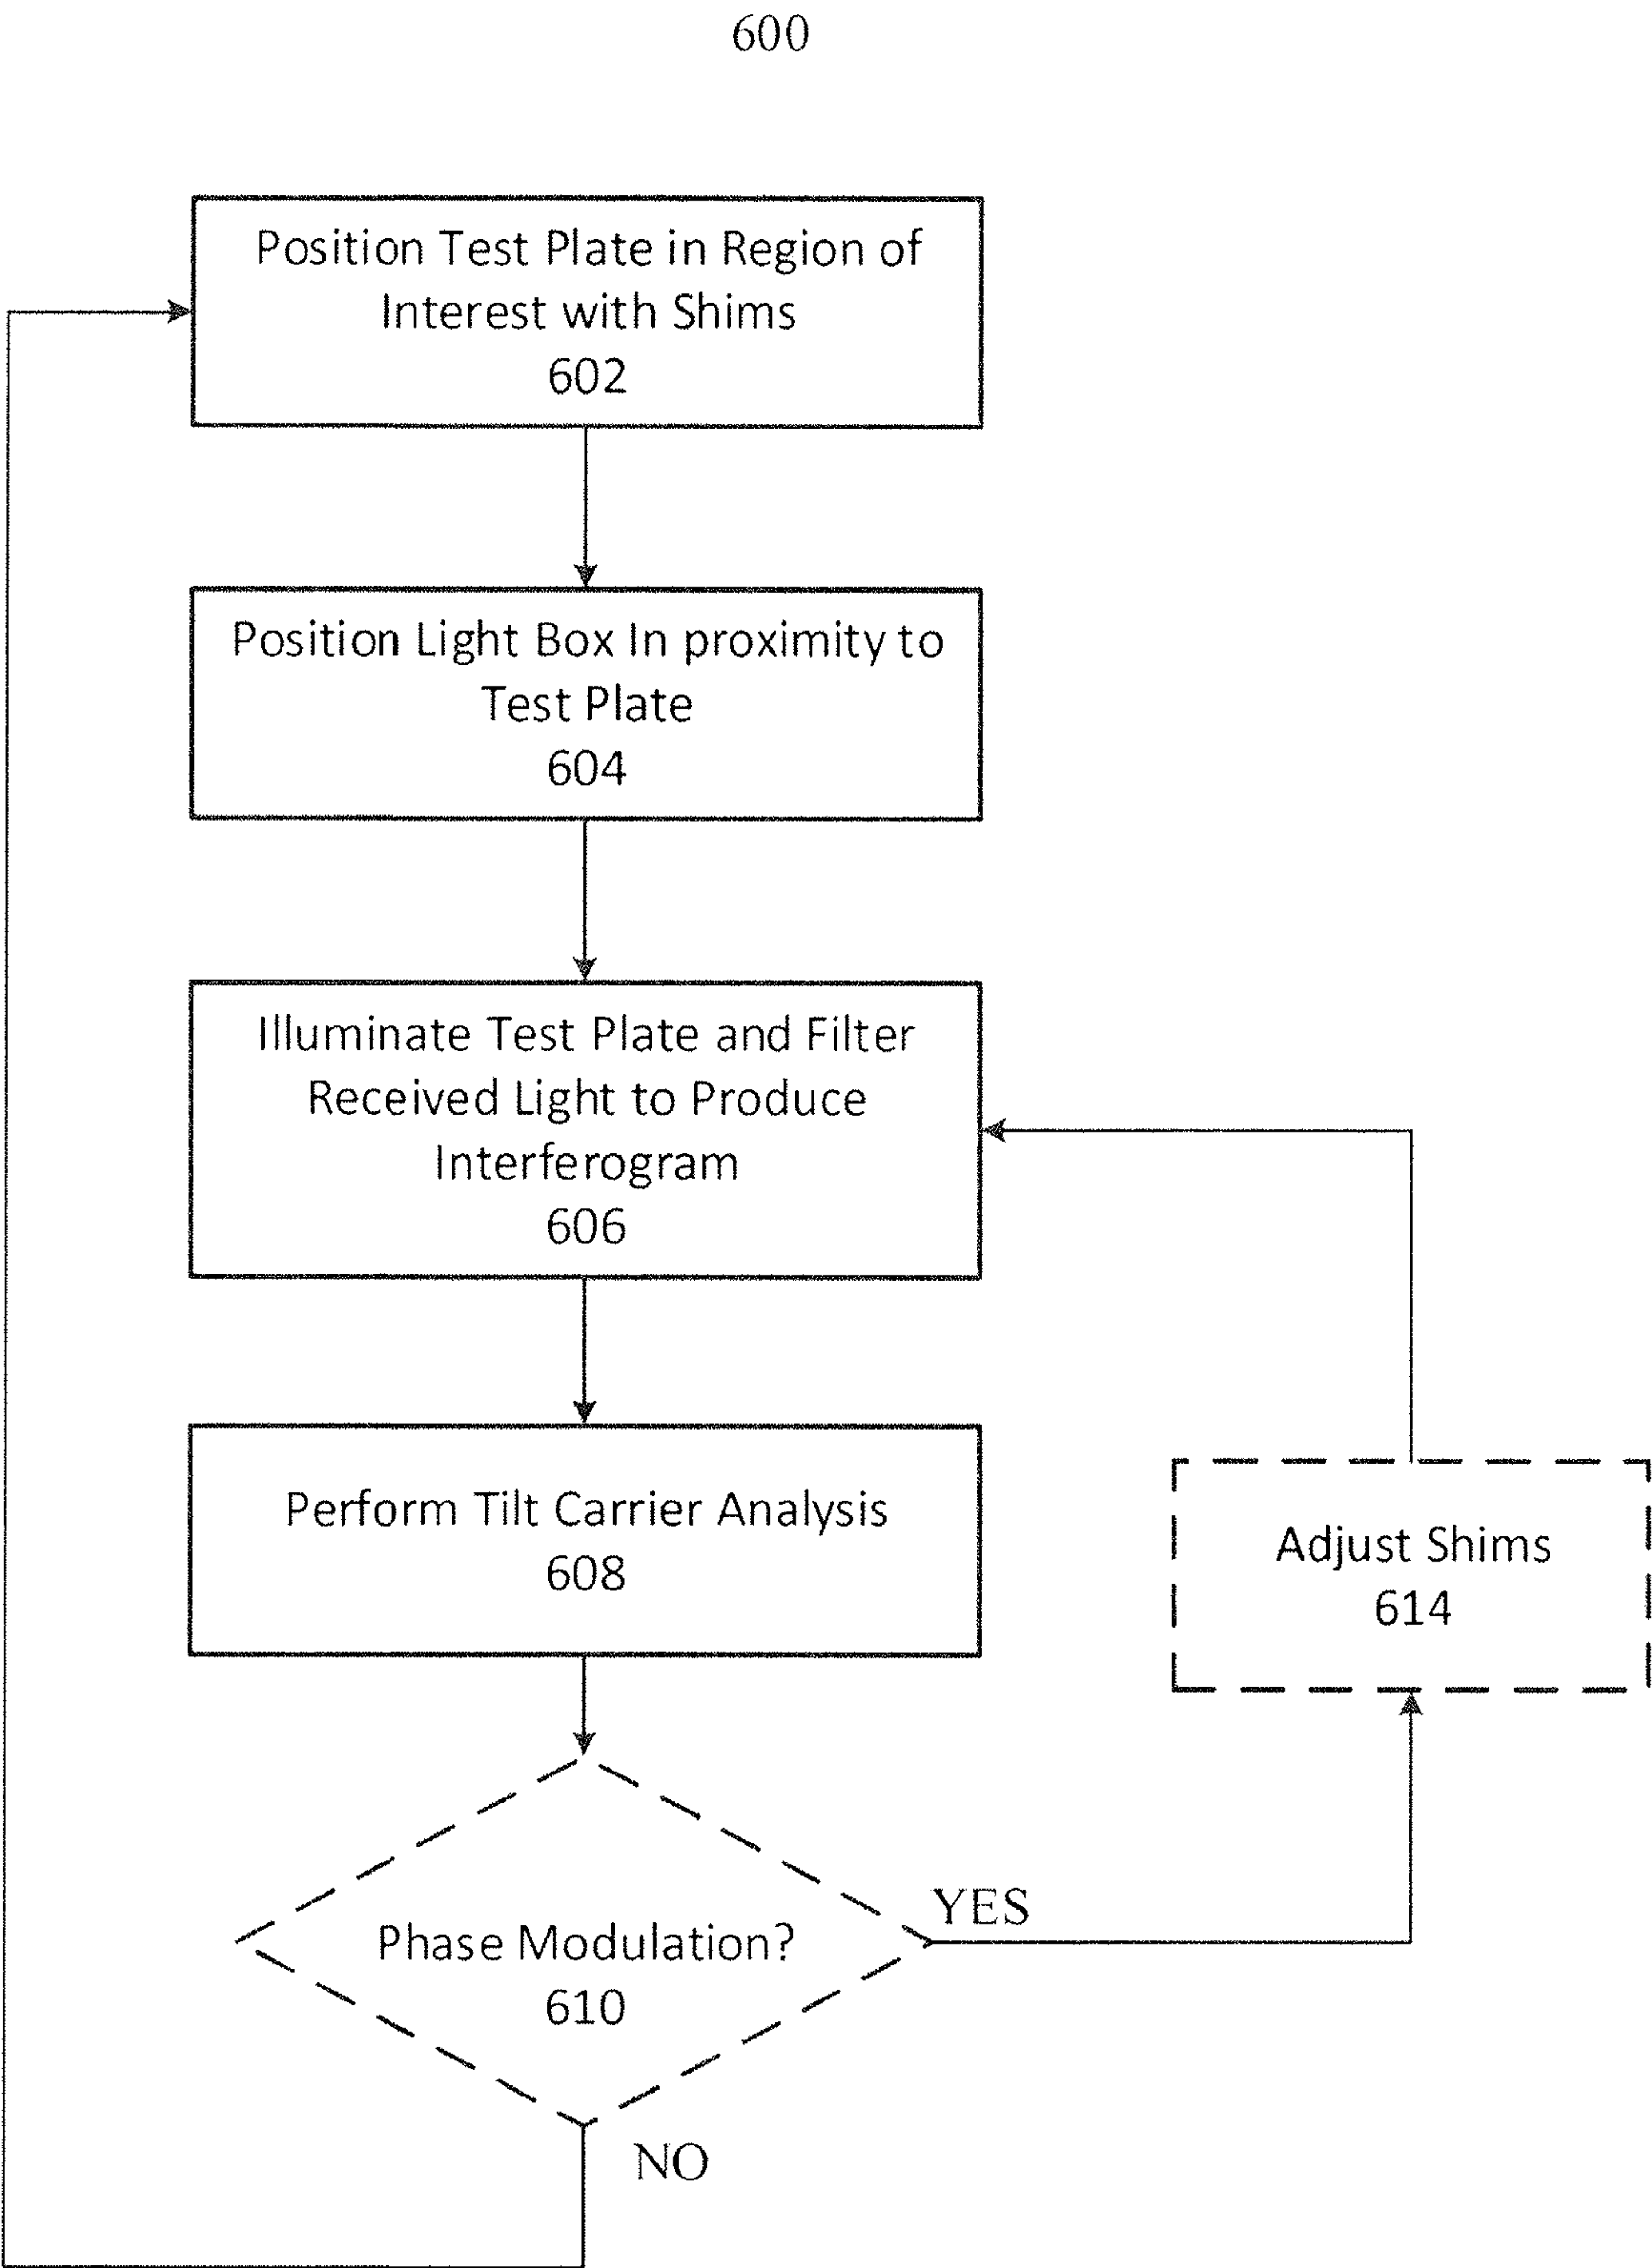 600
Position Test Plate in Region of
Interest with Shims
602
Position Light Box In proximity to
Test Plate
604
Illuminate Test Plate and Filter
Received Light to Produce
Interferogram
606
Perform Tilt Carrier Analysis
608
Adjust Shims
614
YES
Phase Modulation?
610
NO